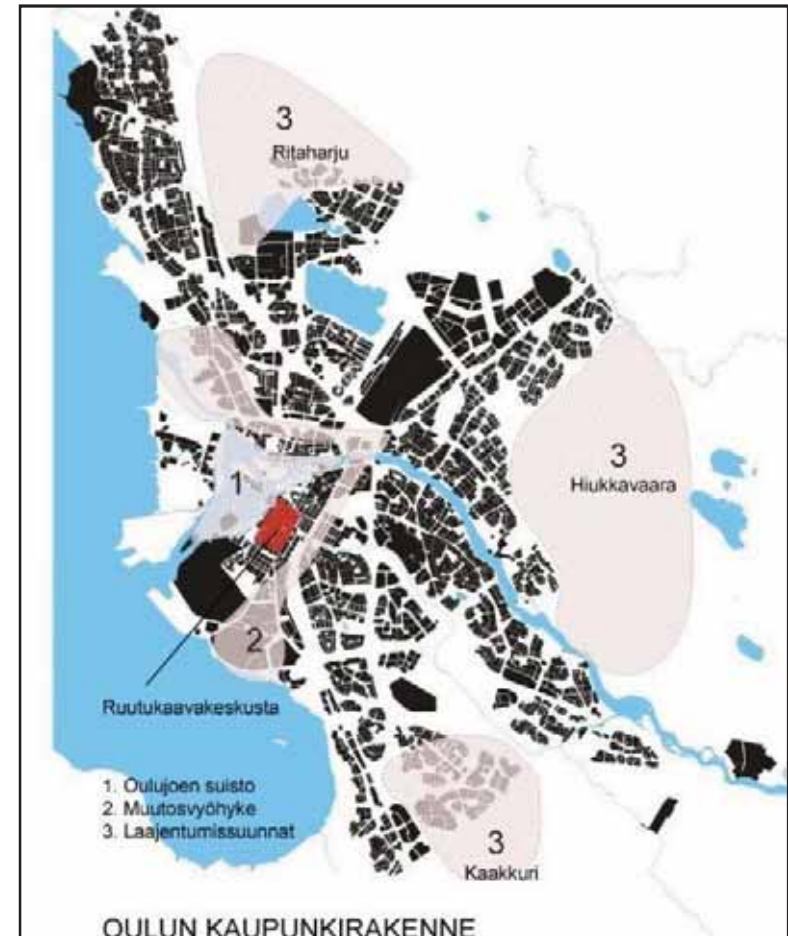 3
Ritaharju
3
Hiukkavaara
1
2
Ruutukaavakeskusta
1. Oulujoen suisto
2. Muutosvyöhyke
3. Laajentumissuunnat
3
Kaakkuri
OULUN KAUPUNKIRAKENNE